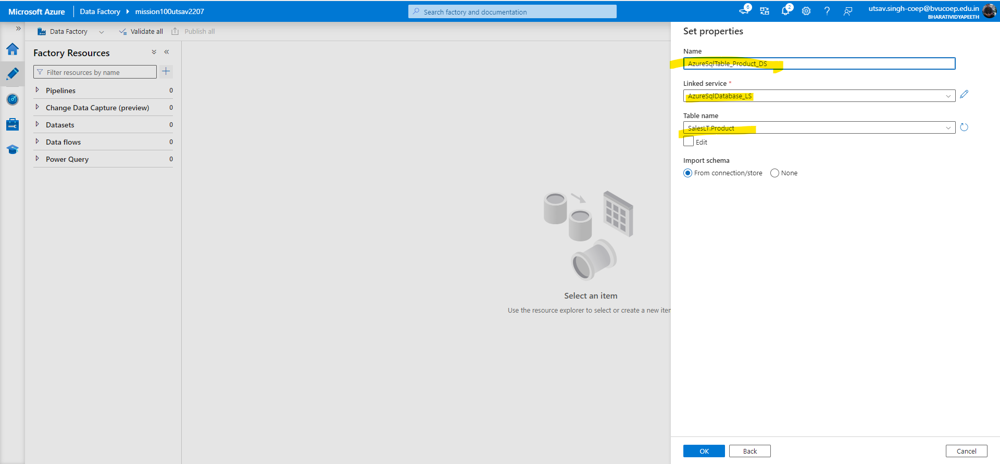 Microsoft Azure Data Factory mission100utsav2207 Search factory and documentation 6 2 utsav.singh-coep@bvucoep.edu.in
BHARATIVIDYAPEETH
Data Factory Validate all Publish all
Factory Resources
Filter resources by name
Pipelines 0
Change Data Capture (preview) 0
Datasets 0
Data flows 0
Power Query 0
Select an item
Use the resource explorer to select or create a new iter
Set properties
Name
AzureSqlTable_Product_DS
Linked service *
AzureSqlDatabase_LS
Table name
SalesLT.Product
Edit
Import schema
From connection/store None
OK Back Cancel